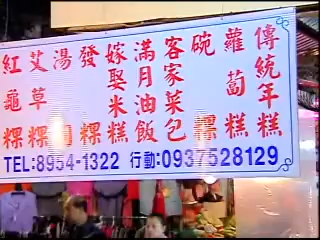 傳統年糕
蘿蔔糕
碗粿
客家菜包
滿月油飯
嫁娶米糕
發粿
湯圓
艾草粿
紅龜粿
TEL:8954-1322 行動:0937528129